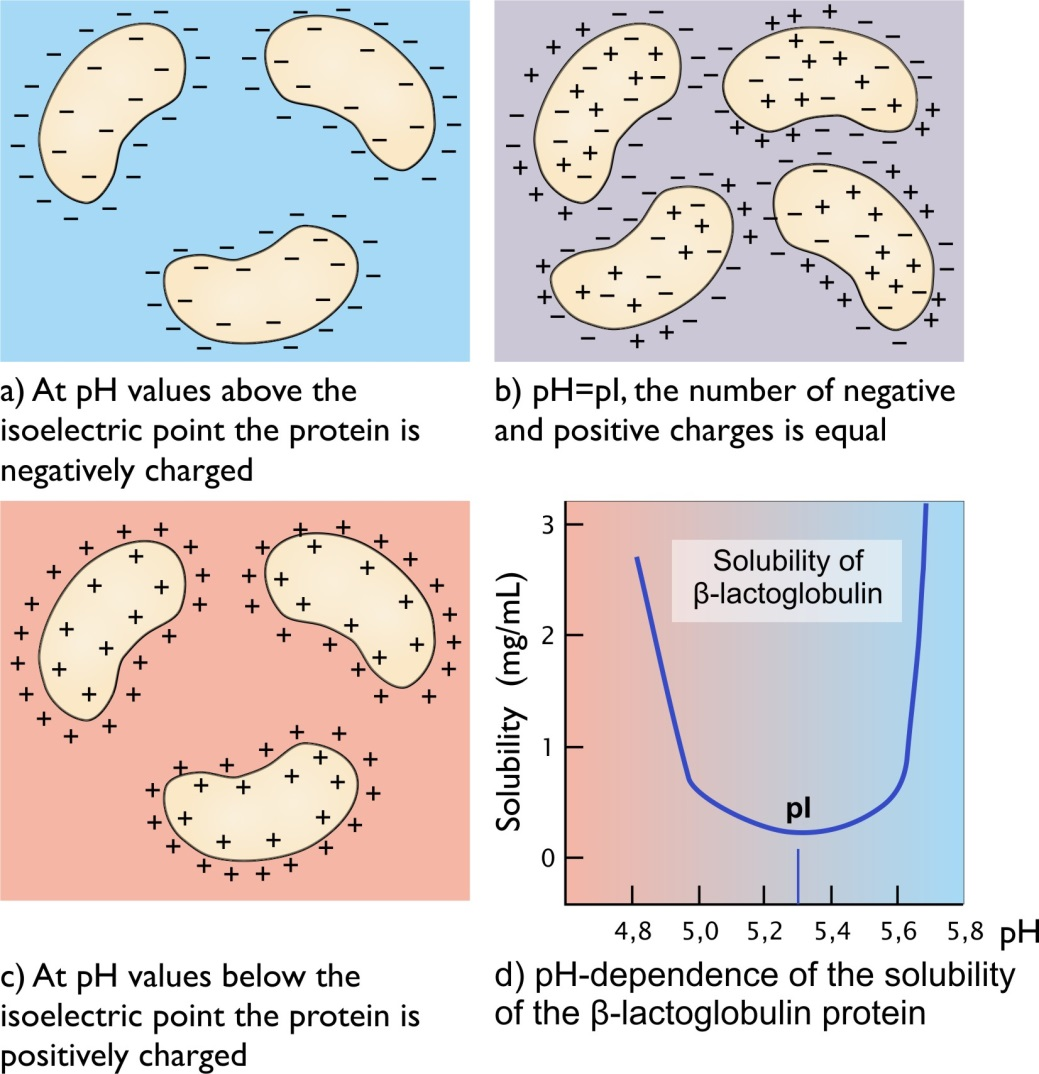 a) At pH values above the
isoelectric point the protein is
negatively charged
b) pH=pI, the number of negative
and positive charges is equal
c) At pH values below the
isoelectric point the protein is
positively charged
Solubility (mg/mL)
3
2
1
0
Solubility of
β-lactoglobulin
pI
4,8 5,0 5,2 5,4 5,6 5,8 pH
d) pH-dependence of the solubility
of the β-lactoglobulin protein